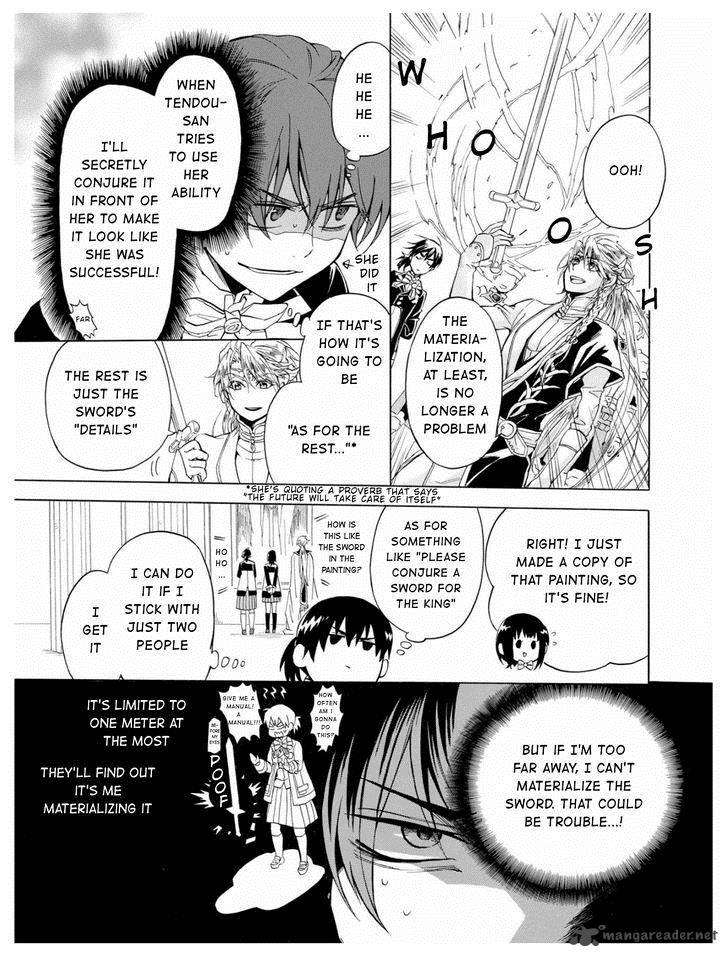 OOH!
WHOOSH
THE
MATERIA-
LIZATION,
AT LEAST,
IS NO
LONGER A
PROBLEM
HE
HE
HE
...
WHEN
TENDOU-
SAN
TRIES
TO USE
HER
ABILITY
I'LL
SECRETLY
CONJURE IT
IN FRONT OF
HER TO MAKE
IT LOOK LIKE
SHE WAS
SUCCESSFUL!
SHE
DID
IT
FAR
IF THAT'S
HOW IT'S
GOING TO
BE
"AS FOR THE
REST..."*
THE REST IS
JUST THE
SWORD'S
"DETAILS"
*SHE'S QUOTING A PROVERB THAT SAYS
"THE FUTURE WILL TAKE CARE OF ITSELF"
RIGHT! I JUST
MADE A COPY OF
THAT PAINTING, SO
IT'S FINE!
AS FOR
SOMETHING
LIKE "PLEASE
CONJURE A
SWORD FOR
THE KING"
HOW IS
THIS LIKE
THE SWORD
IN THE
PAINTING?
HO
HO
...
I CAN DO
IT IF I
STICK WITH
JUST TWO
PEOPLE
I
GET
IT
BUT IF I'M TOO
FAR AWAY, I CAN'T
MATERIALIZE THE
SWORD. THAT COULD
BE TROUBLE...!
HOW
OFTEN
AM I
GONNA
DO
THIS?
GIVE ME A
MANUAL! A
MANUAL!!!
BE-
FORE
MY
EYES
POOF
IT'S LIMITED TO
ONE METER AT
THE MOST
THEY'LL FIND OUT
IT'S ME
MATERIALIZING IT
mangareader.net